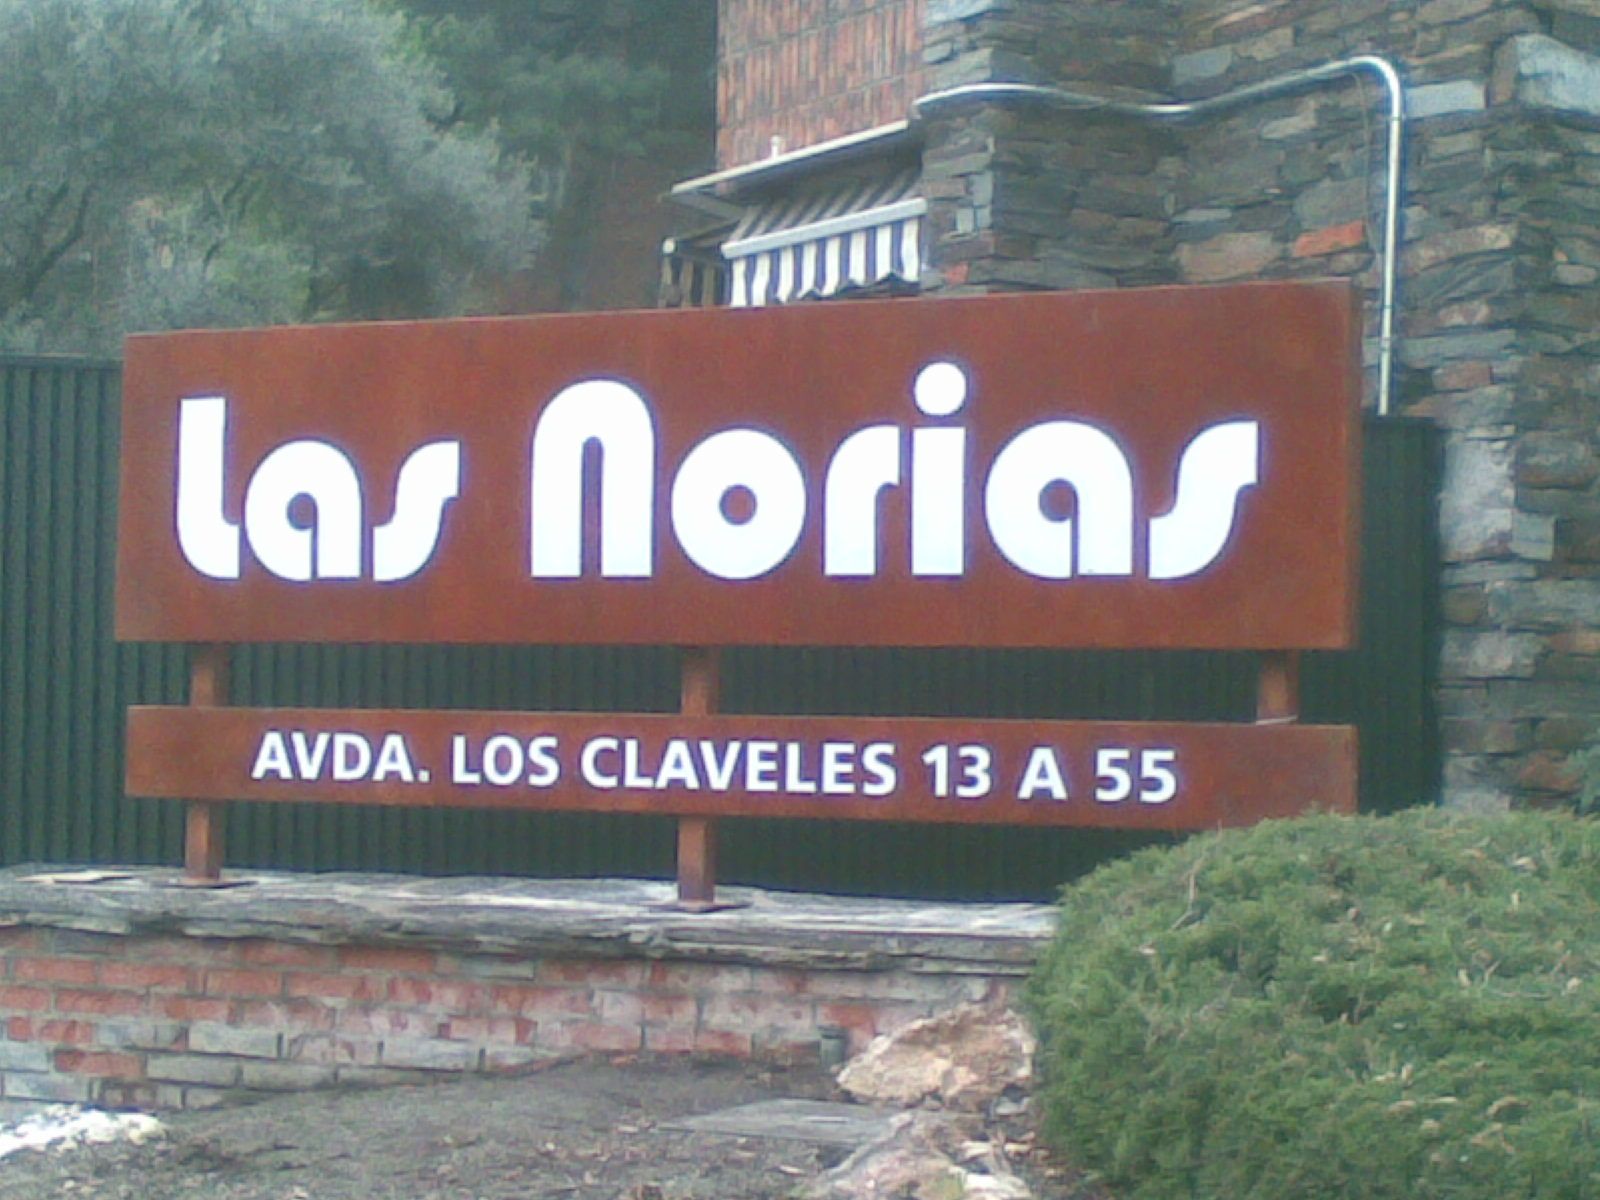 Las Norias
AVDA. LOS CLAVELES 13 A 55